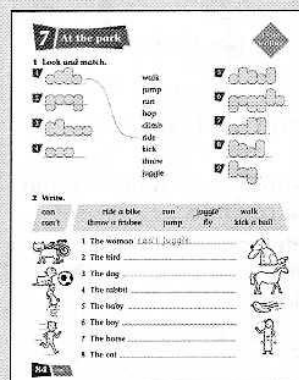 7 At the park
1 Look and match.
walk
jump
run
hop
climb
ride
kick
throw
juggle
2 Write.
can
can't
ride a bike run juggle walk
throw a frisbee jump fly kick a ball
1 The woman can't juggle.
2 The bird
3 The dog
4 The rabbit
5 The baby
6 The boy
7 The horse
8 The cat
84